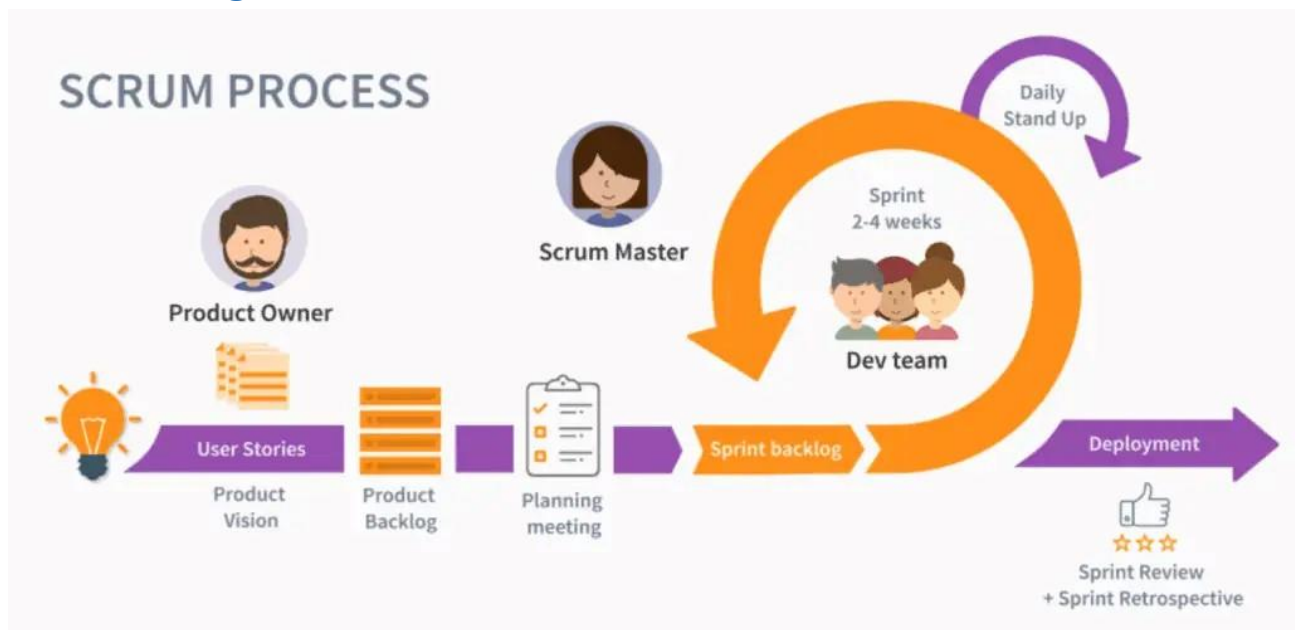 SCRUM PROCESS
Daily
Stand Up
Sprint
2-4 weeks
Scrum Master
Product Owner
Dev team
User Stories
Sprint backlog
Deployment
Product
Vision
Product
Backlog
Planning
meeting
Sprint Review
+ Sprint Retrospective